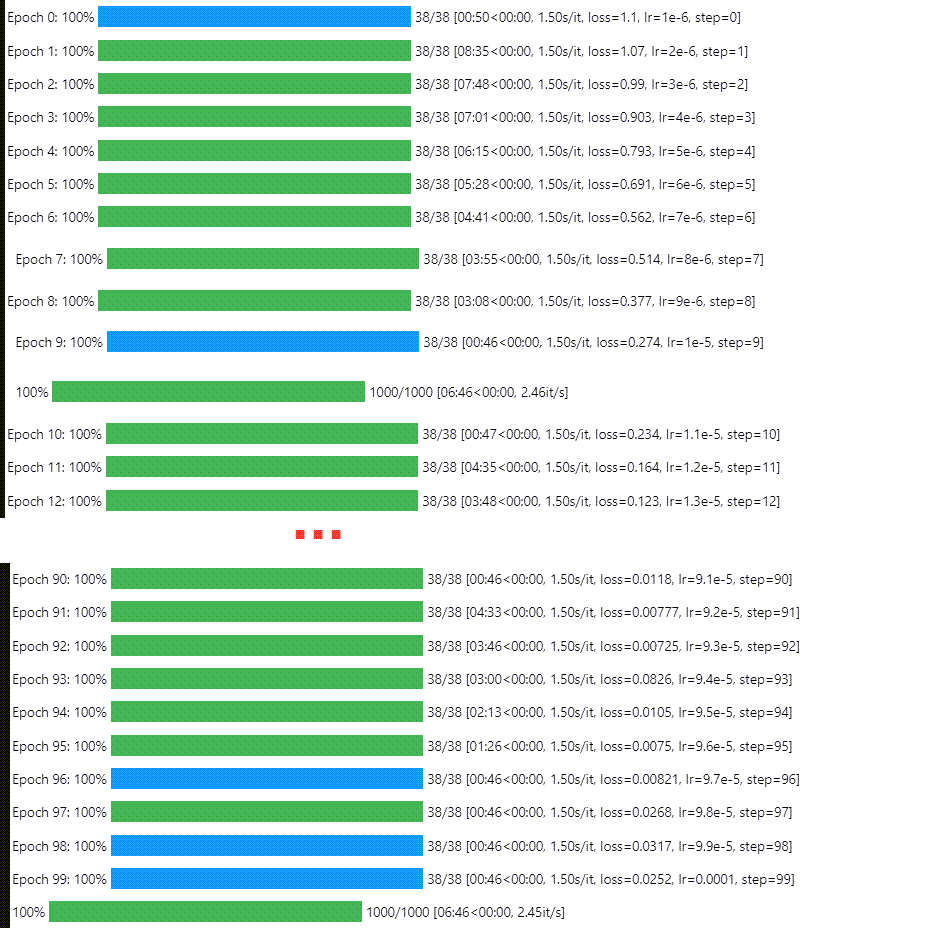 Epoch 0: 100% 38/38 [00:50<00:00, 1.50s/it, loss=1.1, lr=1e-6, step=0]
Epoch 1: 100% 38/38 [08:35<00:00, 1.50s/it, loss=1.07, lr=2e-6, step=1]
Epoch 2: 100% 38/38 [07:48<00:00, 1.50s/it, loss=0.99, lr=3e-6, step=2]
Epoch 3: 100% 38/38 [07:01<00:00, 1.50s/it, loss=0.903, lr=4e-6, step=3]
Epoch 4: 100% 38/38 [06:15<00:00, 1.50s/it, loss=0.793, lr=5e-6, step=4]
Epoch 5: 100% 38/38 [05:28<00:00, 1.50s/it, loss=0.691, lr=6e-6, step=5]
Epoch 6: 100% 38/38 [04:41<00:00, 1.50s/it, loss=0.562, lr=7e-6, step=6]
Epoch 7: 100% 38/38 [03:55<00:00, 1.50s/it, loss=0.514, lr=8e-6, step=7]
Epoch 8: 100% 38/38 [03:08<00:00, 1.50s/it, loss=0.377, lr=9e-6, step=8]
Epoch 9: 100% 38/38 [00:46<00:00, 1.50s/it, loss=0.274, lr=1e-5, step=9]
100% 1000/1000 [06:46<00:00, 2.46it/s]
Epoch 10: 100% 38/38 [00:47<00:00, 1.50s/it, loss=0.234, lr=1.1e-5, step=10]
Epoch 11: 100% 38/38 [04:35<00:00, 1.50s/it, loss=0.164, lr=1.2e-5, step=11]
Epoch 12: 100% 38/38 [03:48<00:00, 1.50s/it, loss=0.123, lr=1.3e-5, step=12]
...
Epoch 90: 100% 38/38 [00:46<00:00, 1.50s/it, loss=0.0118, lr=9.1e-5, step=90]
Epoch 91: 100% 38/38 [04:33<00:00, 1.50s/it, loss=0.00777, lr=9.2e-5, step=91]
Epoch 92: 100% 38/38 [03:46<00:00, 1.50s/it, loss=0.00725, lr=9.3e-5, step=92]
Epoch 93: 100% 38/38 [03:00<00:00, 1.50s/it, loss=0.0826, lr=9.4e-5, step=93]
Epoch 94: 100% 38/38 [02:13<00:00, 1.50s/it, loss=0.0105, lr=9.5e-5, step=94]
Epoch 95: 100% 38/38 [01:26<00:00, 1.50s/it, loss=0.0075, lr=9.6e-5, step=95]
Epoch 96: 100% 38/38 [00:46<00:00, 1.50s/it, loss=0.00821, lr=9.7e-5, step=96]
Epoch 97: 100% 38/38 [00:46<00:00, 1.50s/it, loss=0.0268, lr=9.8e-5, step=97]
Epoch 98: 100% 38/38 [00:46<00:00, 1.50s/it, loss=0.0317, lr=9.9e-5, step=98]
Epoch 99: 100% 38/38 [00:46<00:00, 1.50s/it, loss=0.0252, lr=0.0001, step=99]
100% 1000/1000 [06:46<00:00, 2.45it/s]